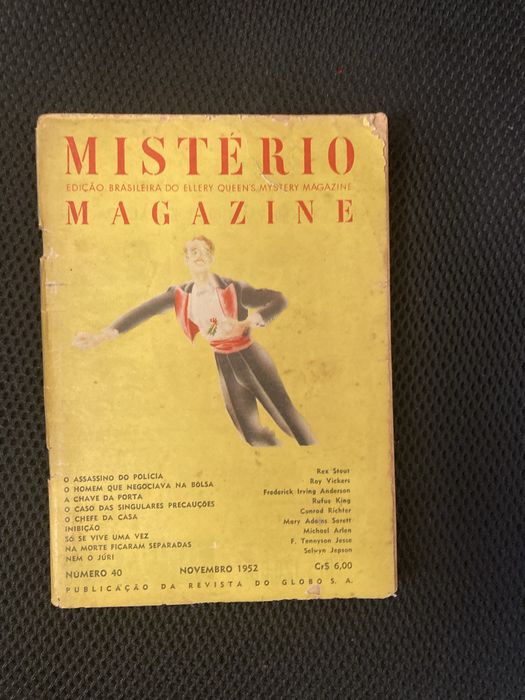 MISTÉRIO
EDIÇÃO BRASILEIRA DO ELLERY QUEEN'S MYSTERY MAGAZINE
MAGAZINE
O ASSASSINO DO POLÍCIA Rex Stout
O HOMEM QUE NEGOCIAVA NA BÔLSA Roy Vickers
A CHAVE DA PORTA Frederick Irving Anderson
O CASO DAS SINGULARES PRECAUÇÕES Rufus King
O CHEFE DA CASA Conrad Richter
INIBIÇÃO Mary Adams Sarett
SÓ SE VIVE UMA VEZ Michael Arlen
NA MORTE FICARAM SEPARADAS F. Tennyson Jesse
NEM O JÚRI Selwyn Jepson
NÚMERO 40 NOVEMBRO 1952 Cr$ 6,00
PUBLICAÇÃO DA REVISTA DO GLOBO S. A.